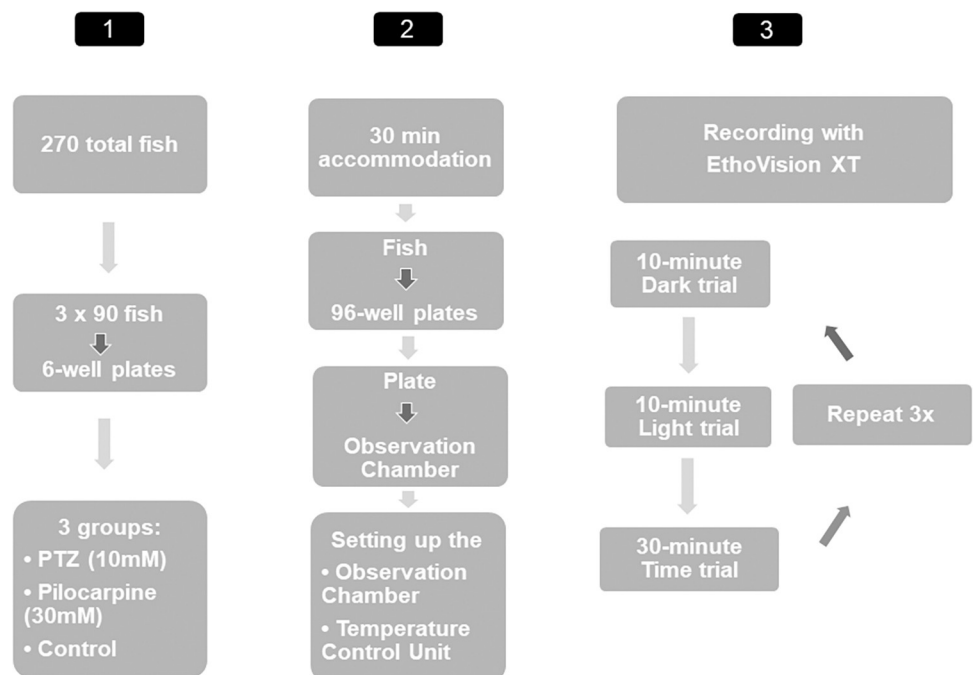 1
270 total fish
3 x 90 fish
6-well plates
3 groups:
• PTZ (10mM)
• Pilocarpine
(30mM)
• Control
2
30 min
accommodation
Fish
96-well plates
Plate
Observation
Chamber
Setting up the
• Observation
Chamber
• Temperature
Control Unit
3
Recording with
EthoVision XT
10-minute
Dark trial
10-minute
Light trial
Repeat 3x
30-minute
Time trial